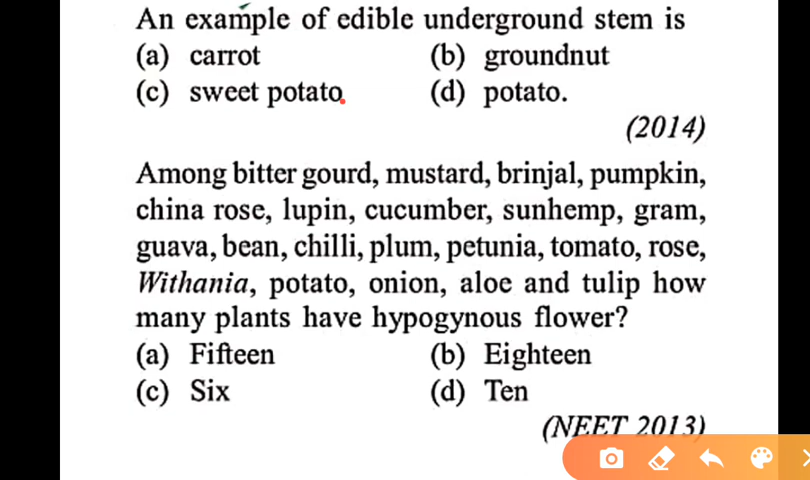 An example of edible underground stem is
(a) carrot (b) groundnut
(c) sweet potato. (d) potato.
(2014)
Among bitter gourd, mustard, brinjal, pumpkin,
china rose, lupin, cucumber, sunhemp, gram,
guava, bean, chilli, plum, petunia, tomato, rose,
Withania, potato, onion, aloe and tulip how
many plants have hypogynous flower?
(a) Fifteen (b) Eighteen
(c) Six (d) Ten
(NEET 2013)